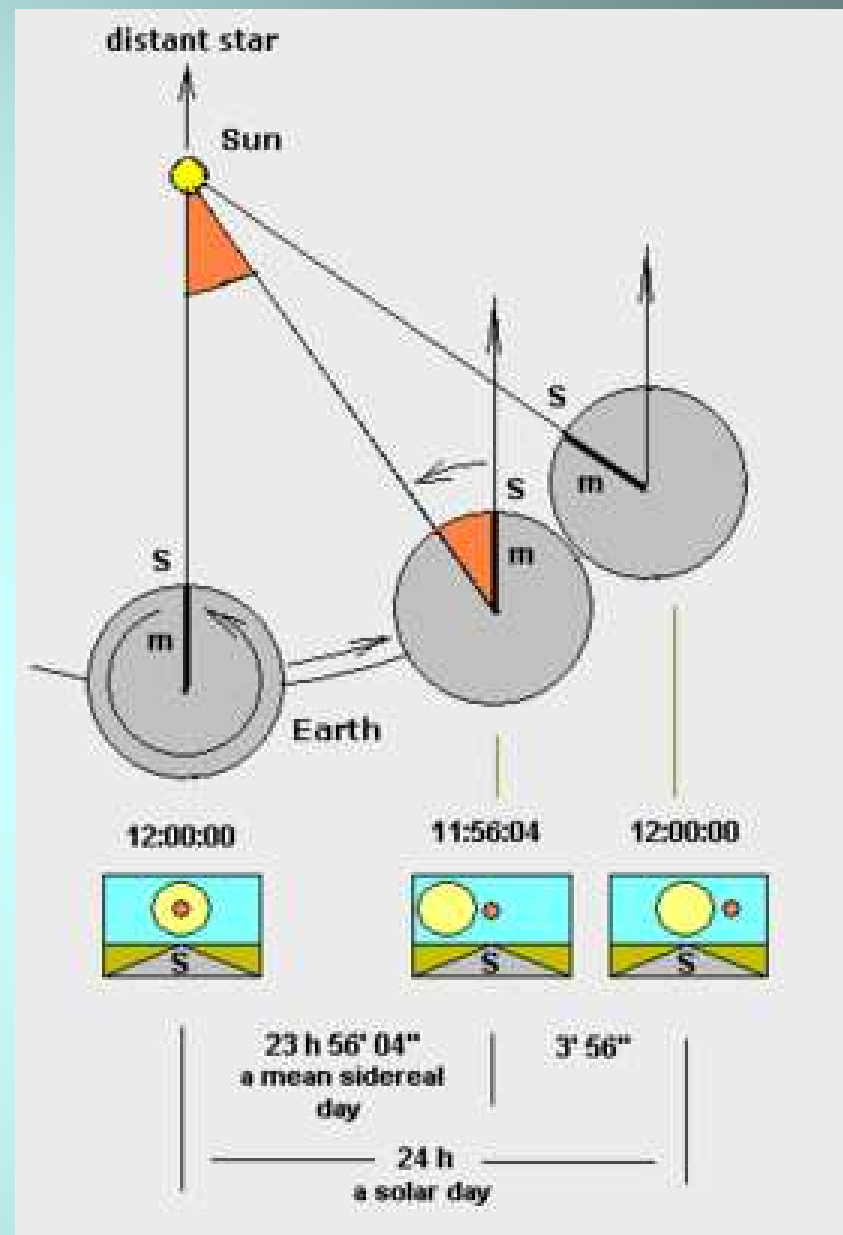 distant star
Sun
S
S
m
S
m
S
m
Earth
12:00:00
11:56:04
12:00:00
S
S
S
23 h 56' 04"
a mean sidereal
day
3' 56"
24 h
a solar day